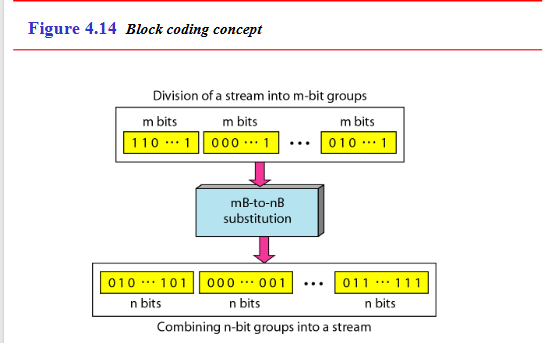 Figure 4.14 Block coding concept
Division of a stream into m-bit groups
m bits m bits m bits
110 ··· 1 000 ··· 1 ••• 010 ··· 1
mB-to-nB
substitution
010 ··· 101 000 ··· 001 ••• 011 ··· 111
n bits n bits n bits
Combining n-bit groups into a stream